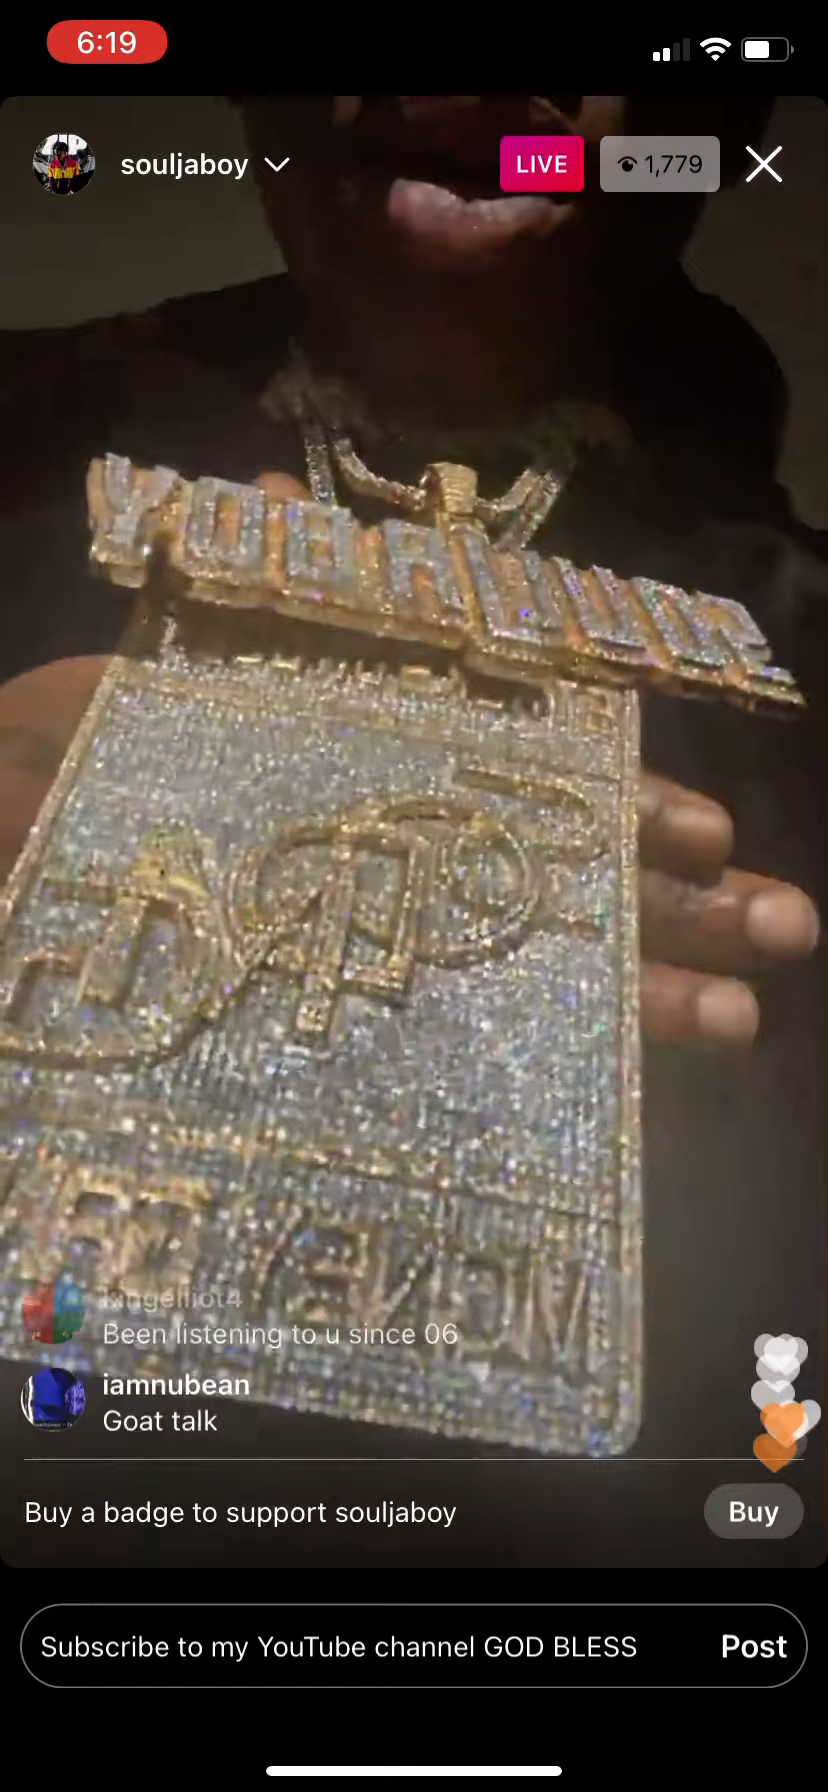 6:19
souljaboy
LIVE
1,779
kingelliot4
Been listening to u since 06
iamnubean
Goat talk
Buy a badge to support souljaboy
Buy
Subscribe to my YouTube channel GOD BLESS
Post